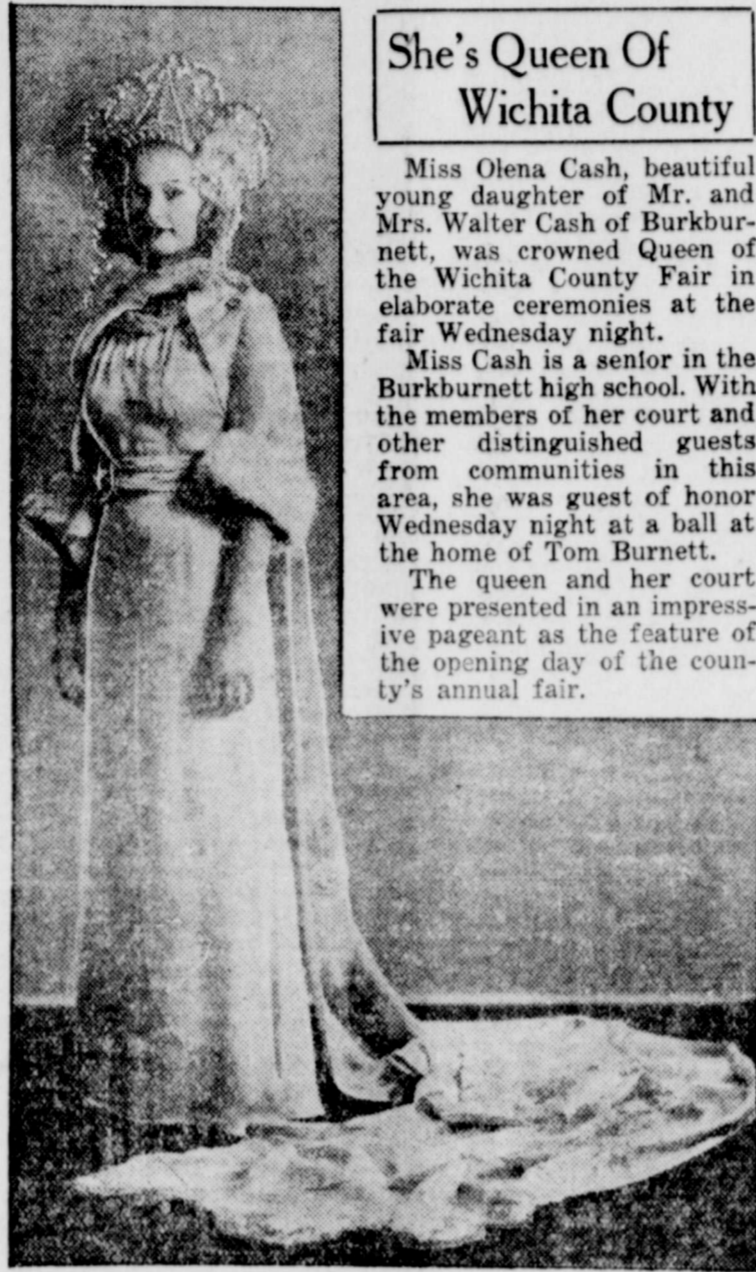 She's Queen Of
Wichita County
Miss Olena Cash, beautiful
young daughter of Mr. and
Mrs. Walter Cash of Burkbur-
nett, was crowned Queen of
the Wichita County Fair in
elaborate ceremonies at the
fair Wednesday night.
Miss Cash is a senior in the
Burkburnett high school. With
the members of her court and
other distinguished guests
from communities in this
area, she was guest of honor
Wednesday night at a ball at
the home of Tom Burnett.
The queen and her court
were presented in an impress-
ive pageant as the feature of
the opening day of the coun-
ty's annual fair.